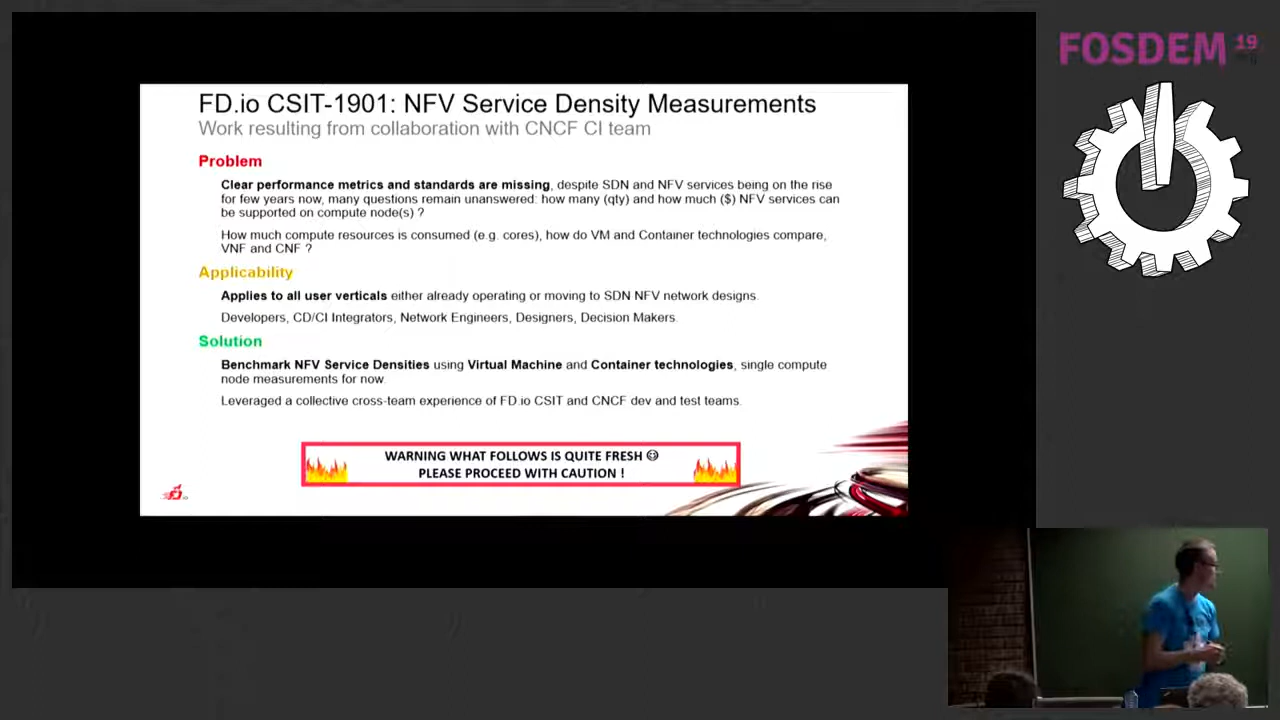 FOSDEM 19
FD.io CSIT-1901: NFV Service Density Measurements
Work resulting from collaboration with CNCF CI team
Problem
Clear performance metrics and standards are missing, despite SDN and NFV services being on the rise
for few years now, many questions remain unanswered: how many (qty) and how much ($) NFV services can
be supported on compute node(s) ?
How much compute resources is consumed (e.g. cores), how do VM and Container technologies compare,
VNF and CNF ?
Applicability
Applies to all user verticals either already operating or moving to SDN NFV network designs.
Developers, CD/CI Integrators, Network Engineers, Designers, Decision Makers.
Solution
Benchmark NFV Service Densities using Virtual Machine and Container technologies, single compute
node measurements for now.
Leveraged a collective cross-team experience of FD.io CSIT and CNCF dev and test teams.
WARNING WHAT FOLLOWS IS QUITE FRESH ☺
PLEASE PROCEED WITH CAUTION !